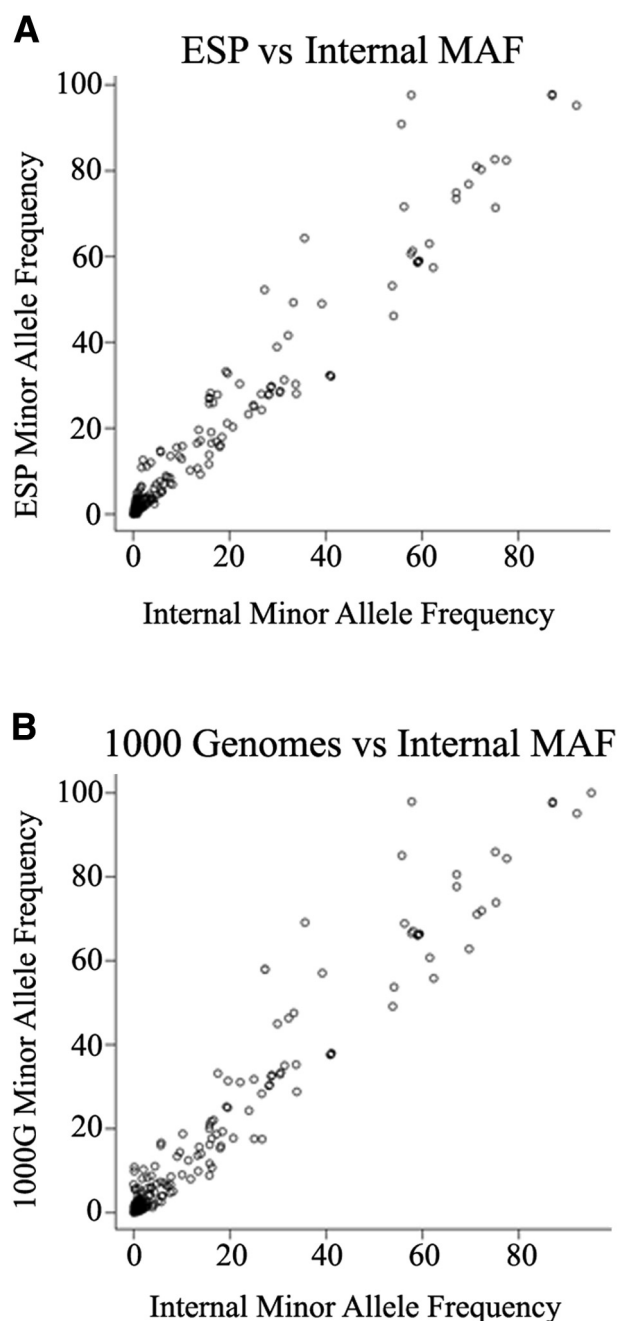 A
ESP vs Internal MAF
ESP Minor Allele Frequency
100
80
60
40
20
0
0 20 40 60 80
Internal Minor Allele Frequency
B
1000 Genomes vs Internal MAF
1000G Minor Allele Frequency
100
80
60
40
20
0
0 20 40 60 80
Internal Minor Allele Frequency